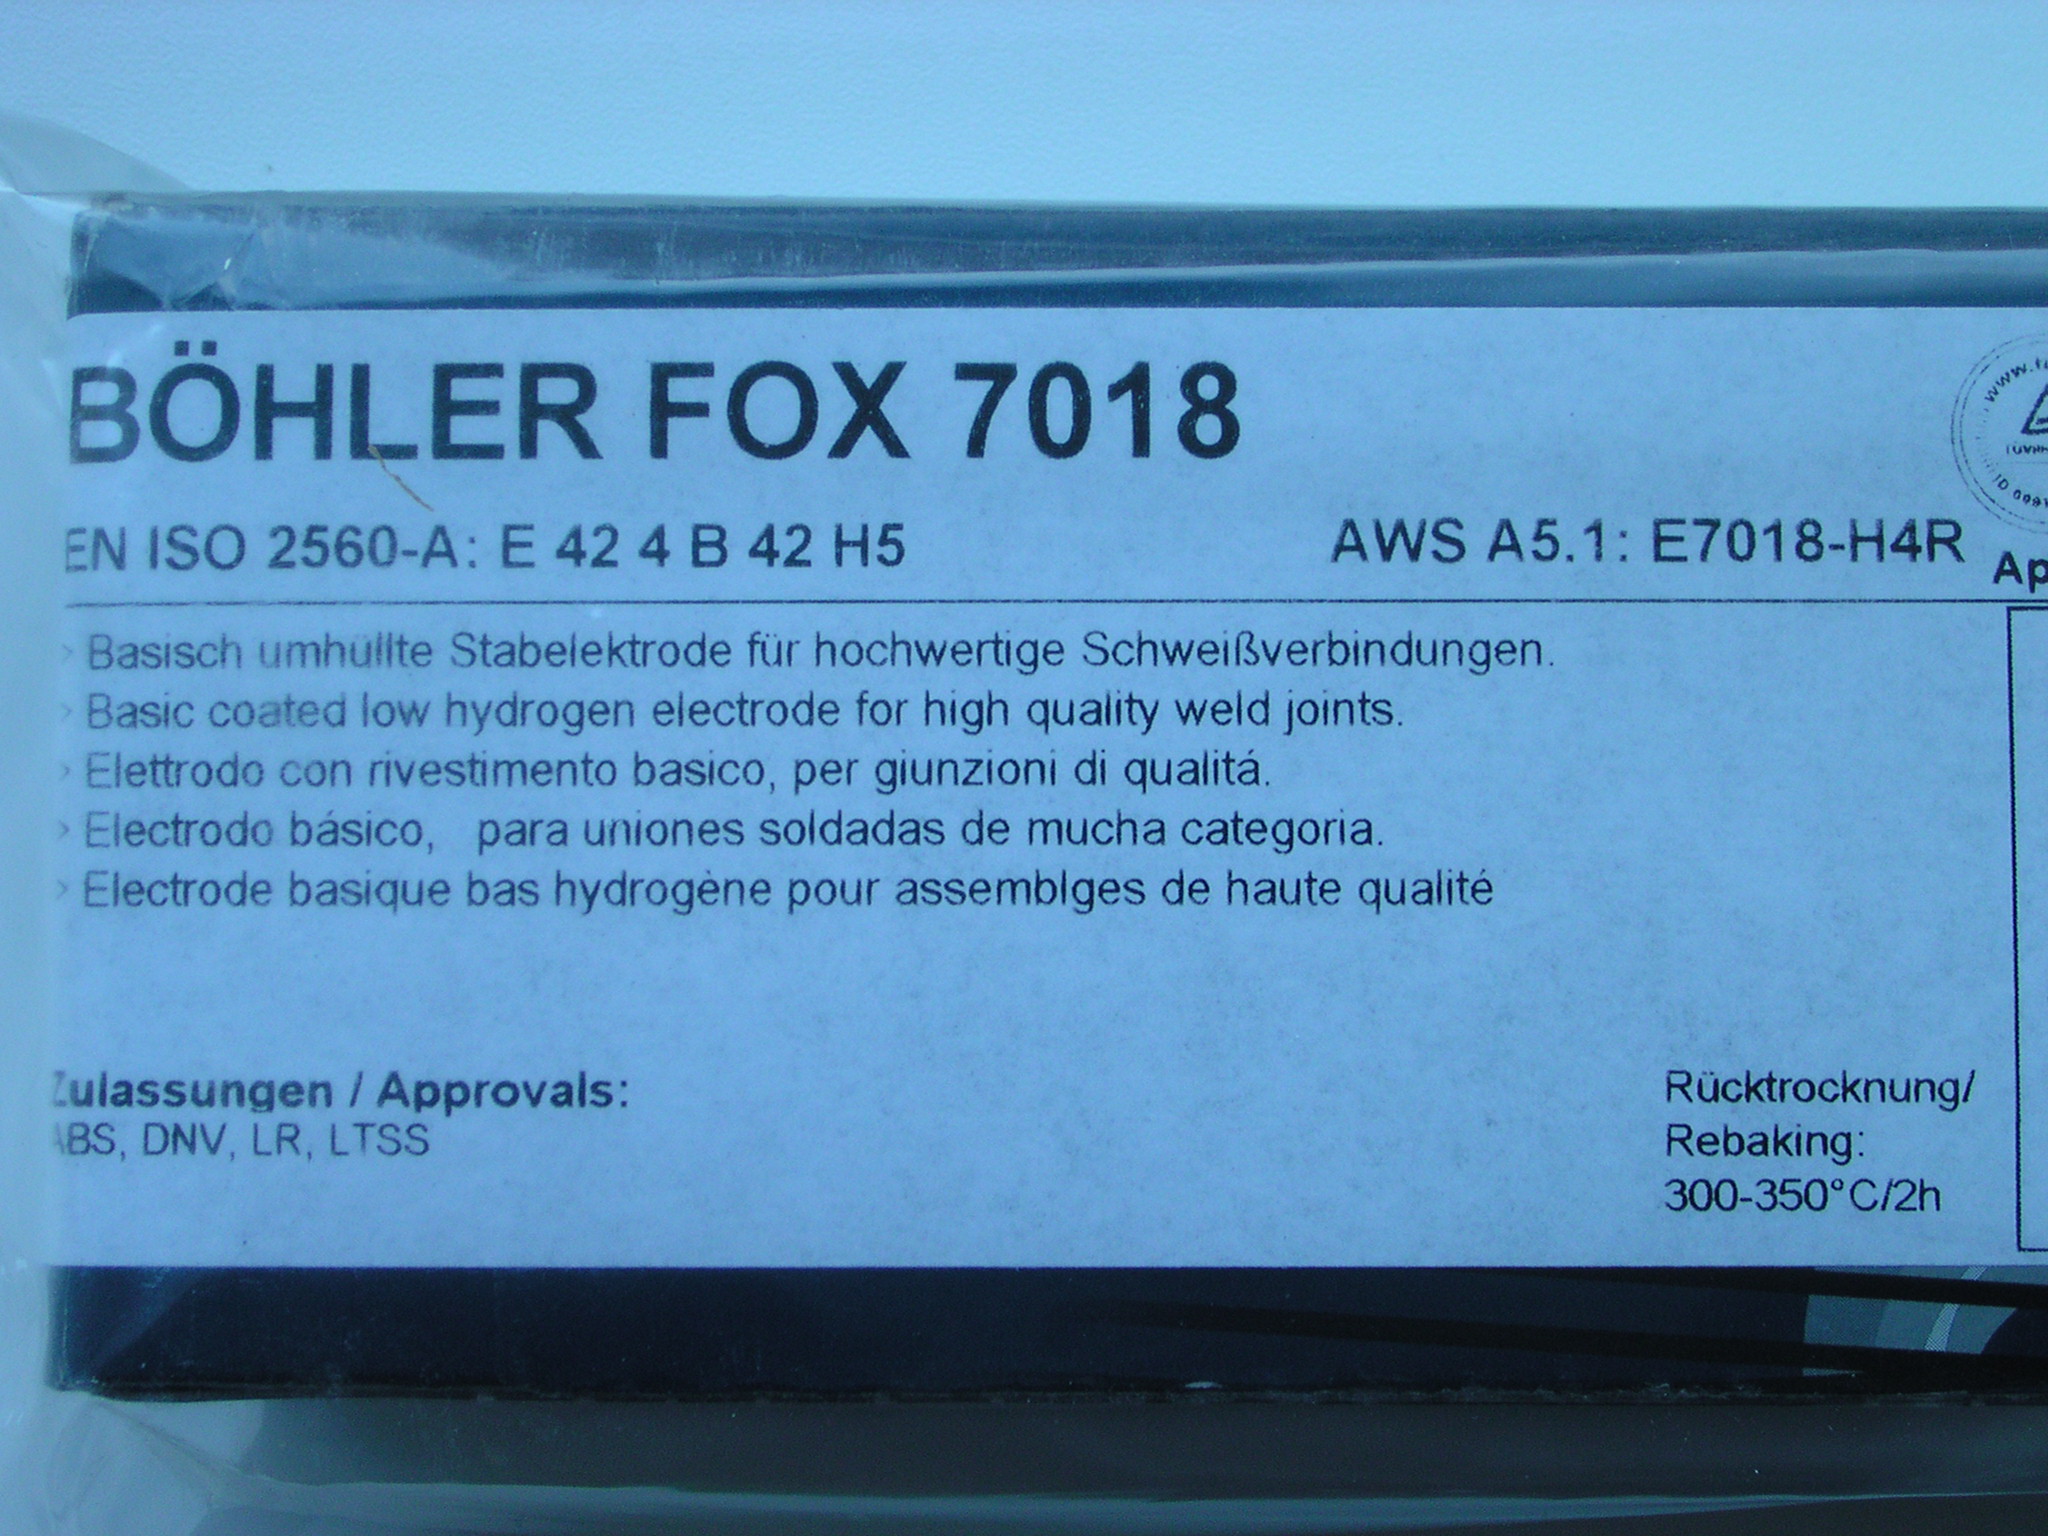 BÖHLER FOX 7018
EN ISO 2560-A: E 42 4 B 42 H5
AWS A5.1: E7018-H4R
› Basisch umhüllte Stabelektrode für hochwertige Schweißverbindungen.
› Basic coated low hydrogen electrode for high quality weld joints.
› Elettrodo con rivestimento basico, per giunzioni di qualitá.
› Electrodo básico, para uniones soldadas de mucha categoria.
› Electrode basique bas hydrogène pour assemblges de haute qualité
Zulassungen / Approvals:
ABS, DNV, LR, LTSS
Rücktrocknung/
Rebaking:
300-350°C/2h